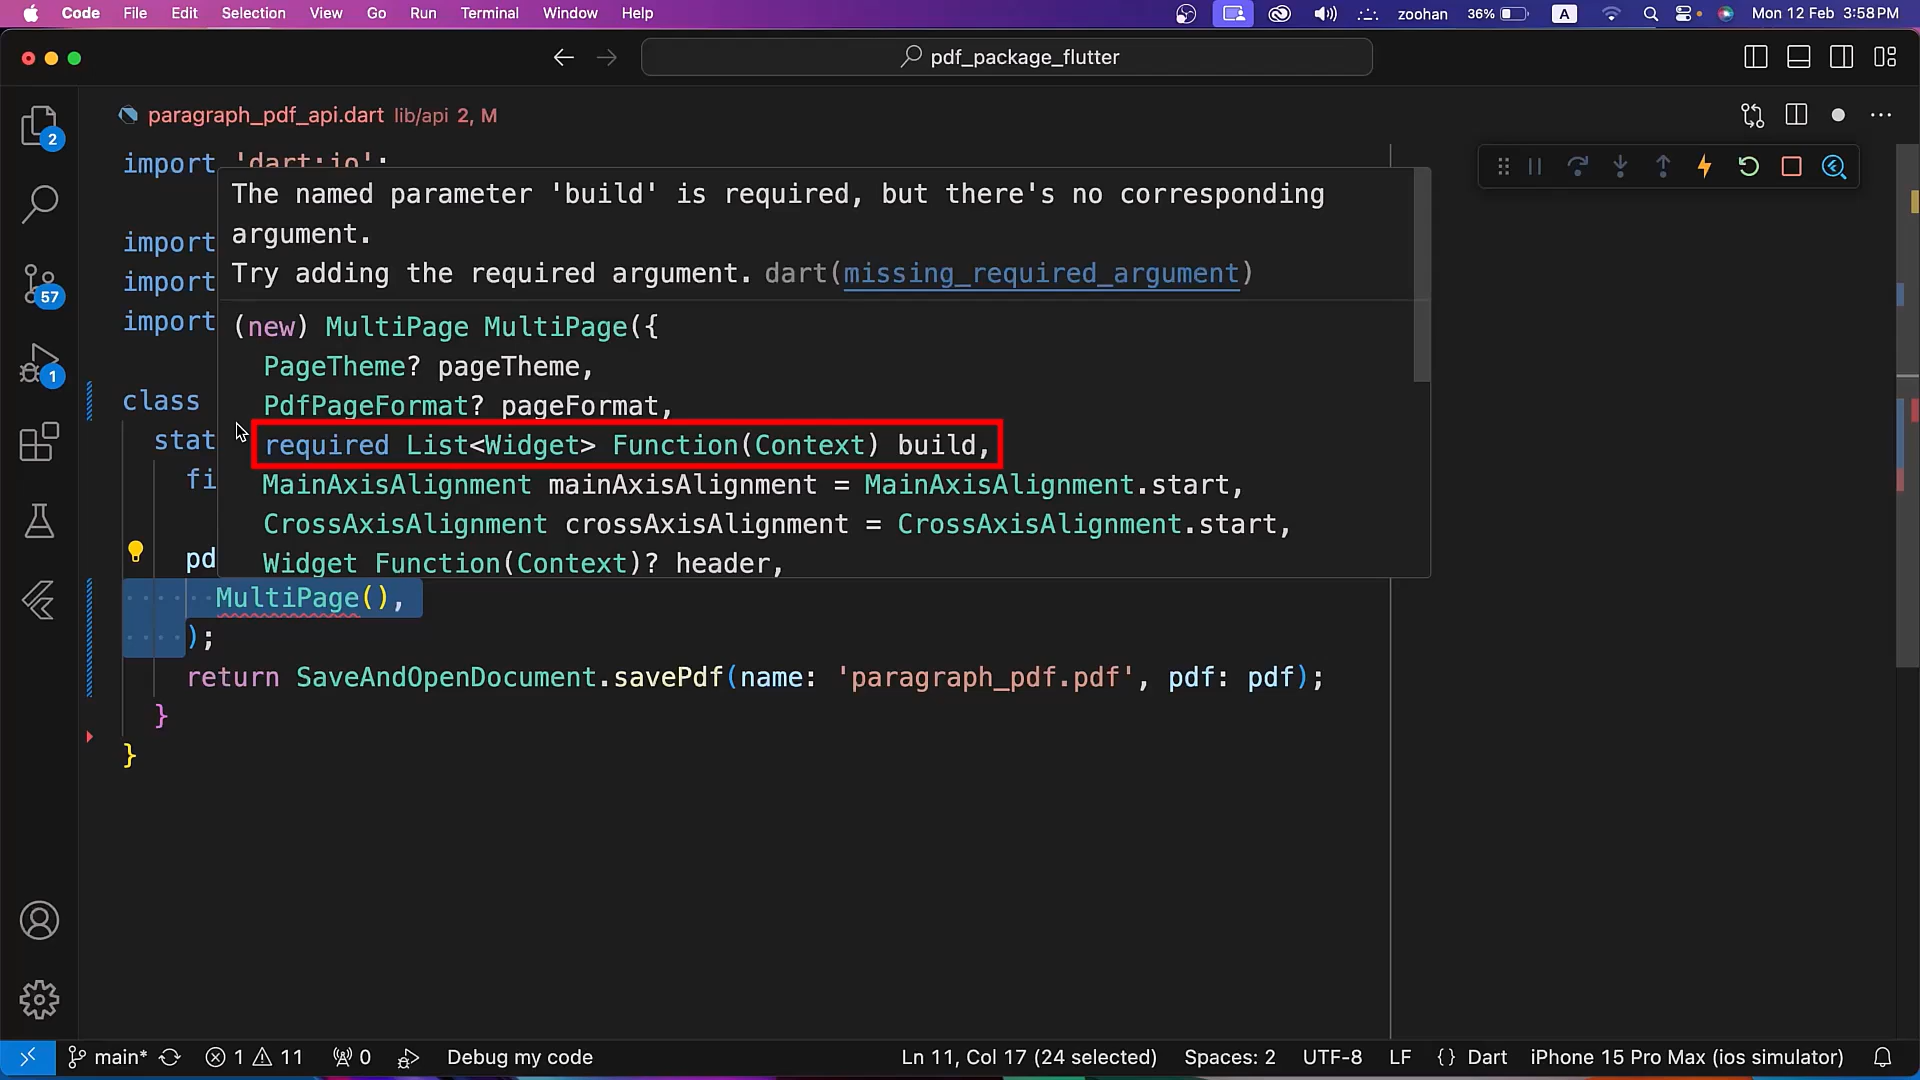 Code File Edit Selection View Go Run Terminal Window Help zoohan 36% A Mon 12 Feb 3:58 PM
pdf_package_flutter
paragraph_pdf_api.dart lib/api 2, M
import 'dart:io';
The named parameter 'build' is required, but there's no corresponding
argument.
Try adding the required argument. dart(missing_required_argument)
import
import
import
(new) MultiPage MultiPage({
PageTheme? pageTheme,
PdfPageFormat? pageFormat,
required List<Widget> Function(Context) build,
MainAxisAlignment mainAxisAlignment = MainAxisAlignment.start,
CrossAxisAlignment crossAxisAlignment = CrossAxisAlignment.start,
Widget Function(Context)? header,
class
stat
fi
pd
MultiPage(),
);
return SaveAndOpenDocument.savePdf(name: 'paragraph_pdf.pdf', pdf: pdf);
}
}
2
57
1
main* 1 11 0 Debug my code Ln 11, Col 17 (24 selected) Spaces: 2 UTF-8 LF {} Dart iPhone 15 Pro Max (ios simulator)